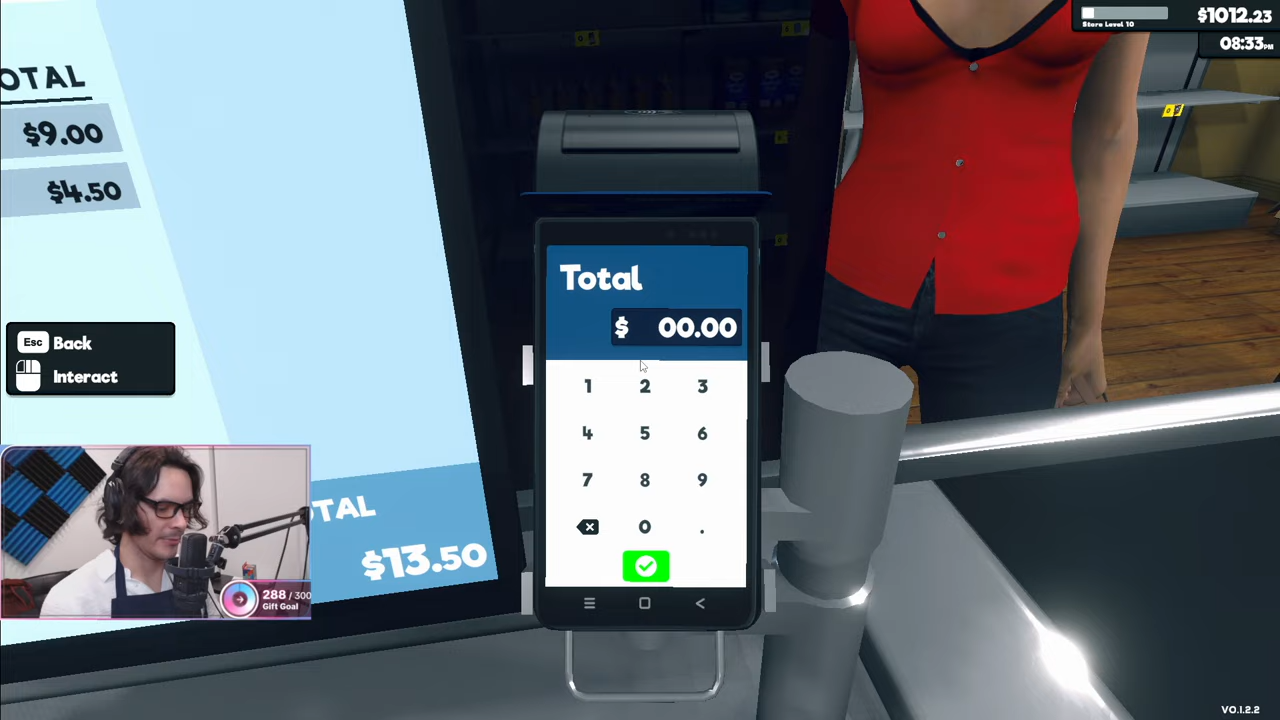 $1012.23
Store Level 10
08:33PM
OTAL
$9.00
$4.50
Total
$ 00.00
Esc Back
Interact
1 2 3
4 5 6
7 8 9
0 .
TAL
$13.50
288 / 300
Gift Goal
V0.1.2.2